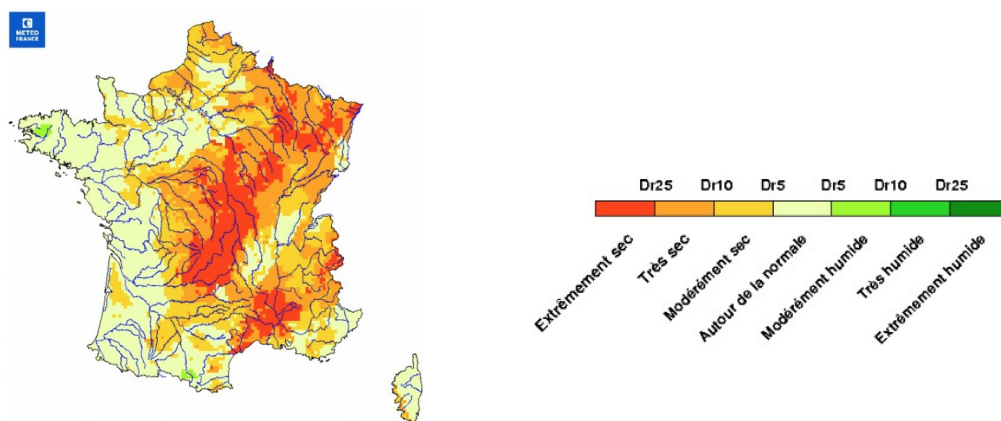 METEO
FRANCE
Dr25 Dr10 Dr5 Dr5 Dr10 Dr25
Extrêmement sec
Très sec
Modérément sec
Autour de la normale
Modérément humide
Très humide
Extrêmement humide